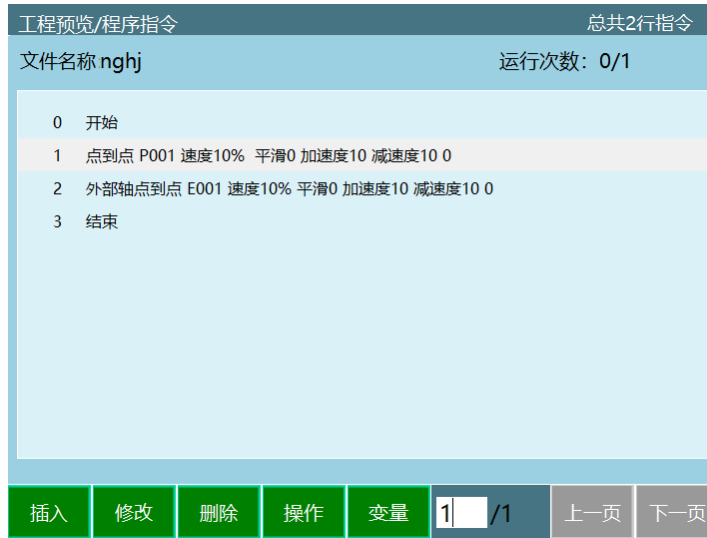 工程预览/程序指令 总共2行指令
文件名称:nghj 运行次数：0/1
0 开始
1 点到点 P001 速度10% 平滑0 加速度10 减速度10 0
2 外部轴点到点 E001 速度10% 平滑0 加速度10 减速度10 0
3 结束
插入 修改 删除 操作 变量 1 /1 上一页 下一页